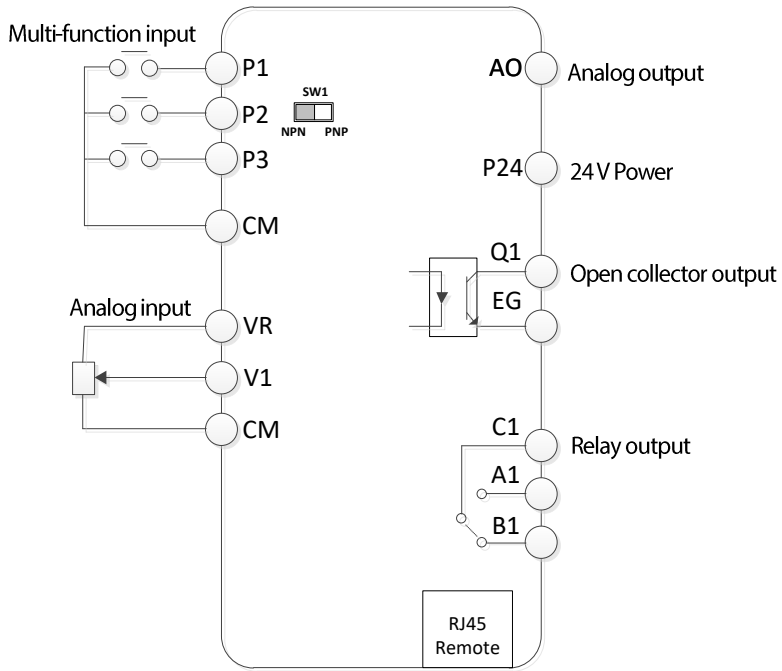 Multi-function input
P1
P2
P3
CM
SW1
NPN PNP
Analog input
VR
V1
CM
AO
Analog output
P24
24 V Power
Q1
Open collector output
EG
C1
Relay output
A1
B1
RJ45
Remote